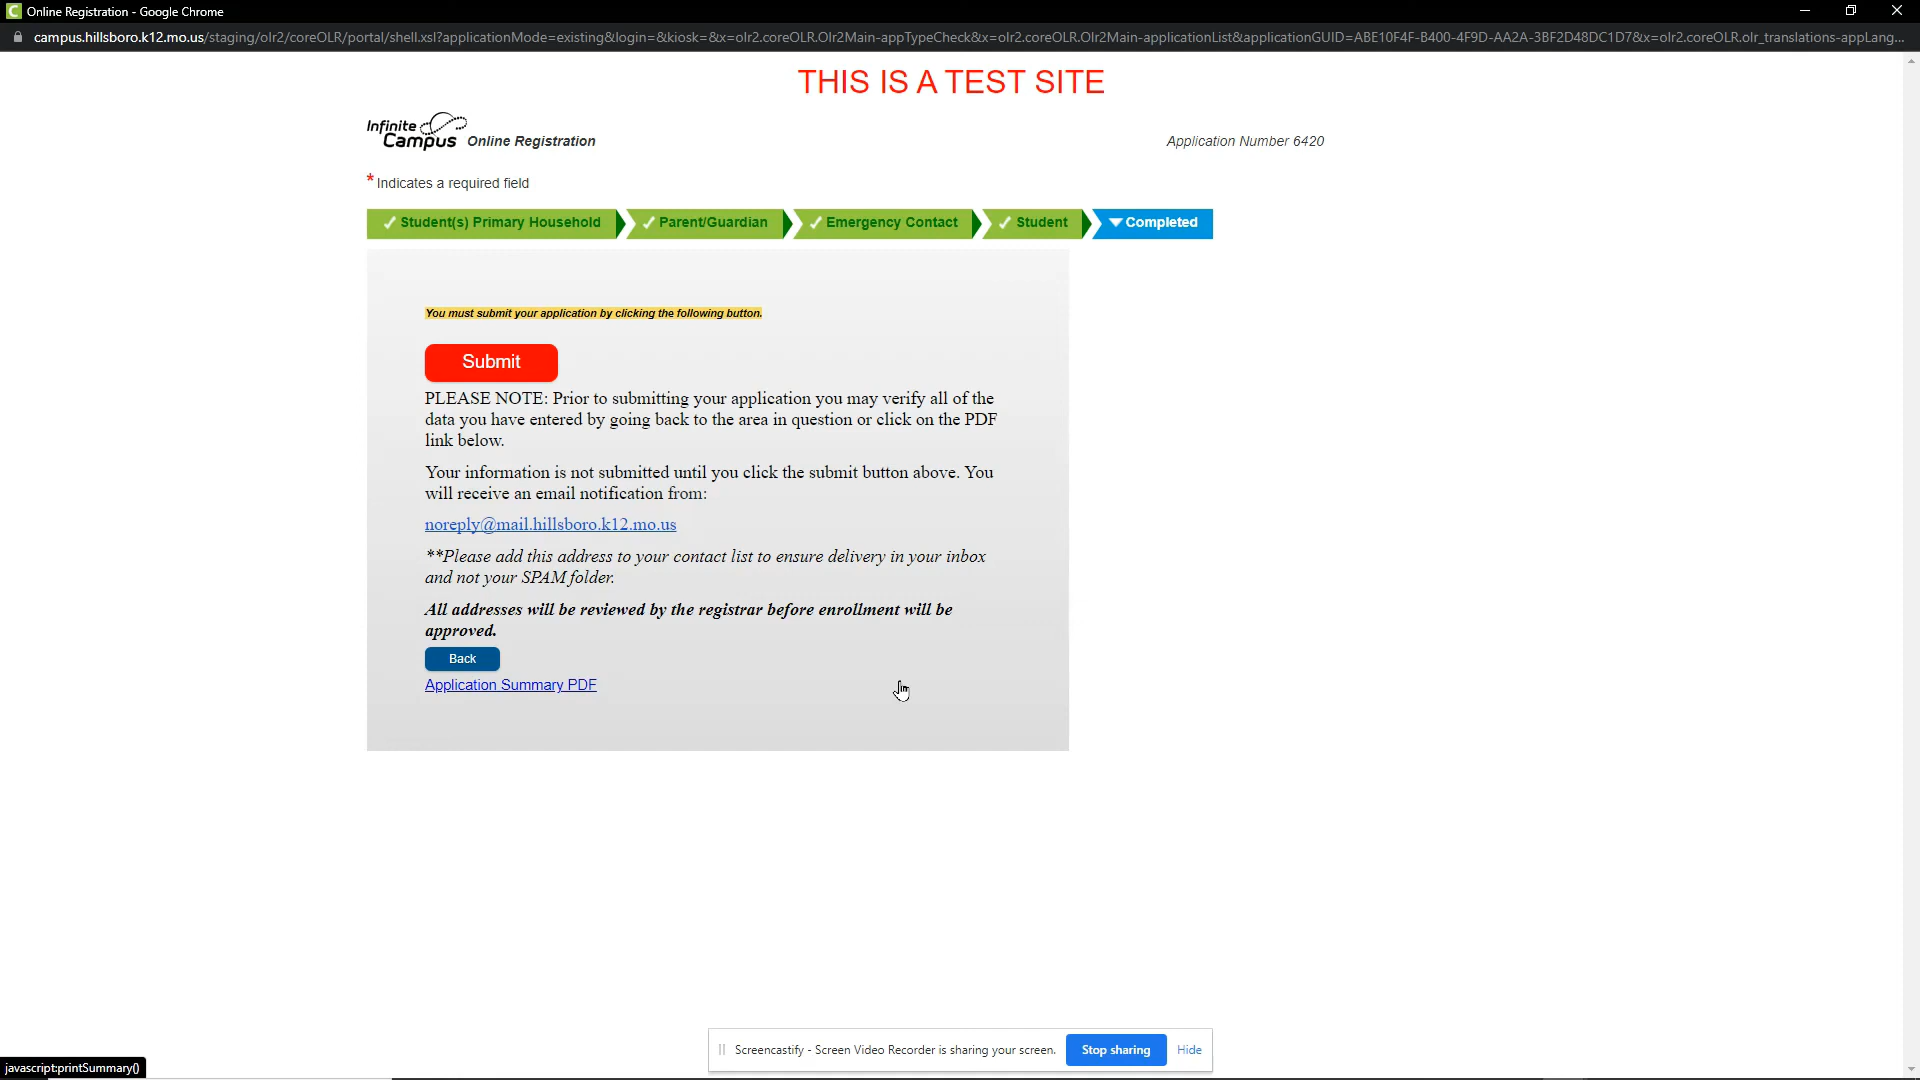 Online Registration - Google Chrome
campus.hillsboro.k12.mo.us/staging/olr2/coreOLR/portal/shell.xsl?applicationMode=existing&login=&kiosk=&x=olr2.coreOLR.Olr2Main-appTypeCheck&x=olr2.coreOLR.Olr2Main-applicationList&applicationGUID=ABE10F4F-B400-4F9D-AA2A-3BF2D48DC1D7&x=olr2.coreOLR.olr_translations-appLang...
THIS IS A TEST SITE
Infinite Campus Online Registration
Application Number 6420
* Indicates a required field
Student(s) Primary Household Parent/Guardian Emergency Contact Student Completed
You must submit your application by clicking the following button.
Submit
PLEASE NOTE: Prior to submitting your application you may verify all of the
data you have entered by going back to the area in question or click on the PDF
link below.
Your information is not submitted until you click the submit button above. You
will receive an email notification from:
noreply@mail.hillsboro.k12.mo.us
**Please add this address to your contact list to ensure delivery in your inbox
and not your SPAM folder.
All addresses will be reviewed by the registrar before enrollment will be
approved.
Back
Application Summary PDF
Screencastify - Screen Video Recorder is sharing your screen. Stop sharing Hide
javascript:printSummary()